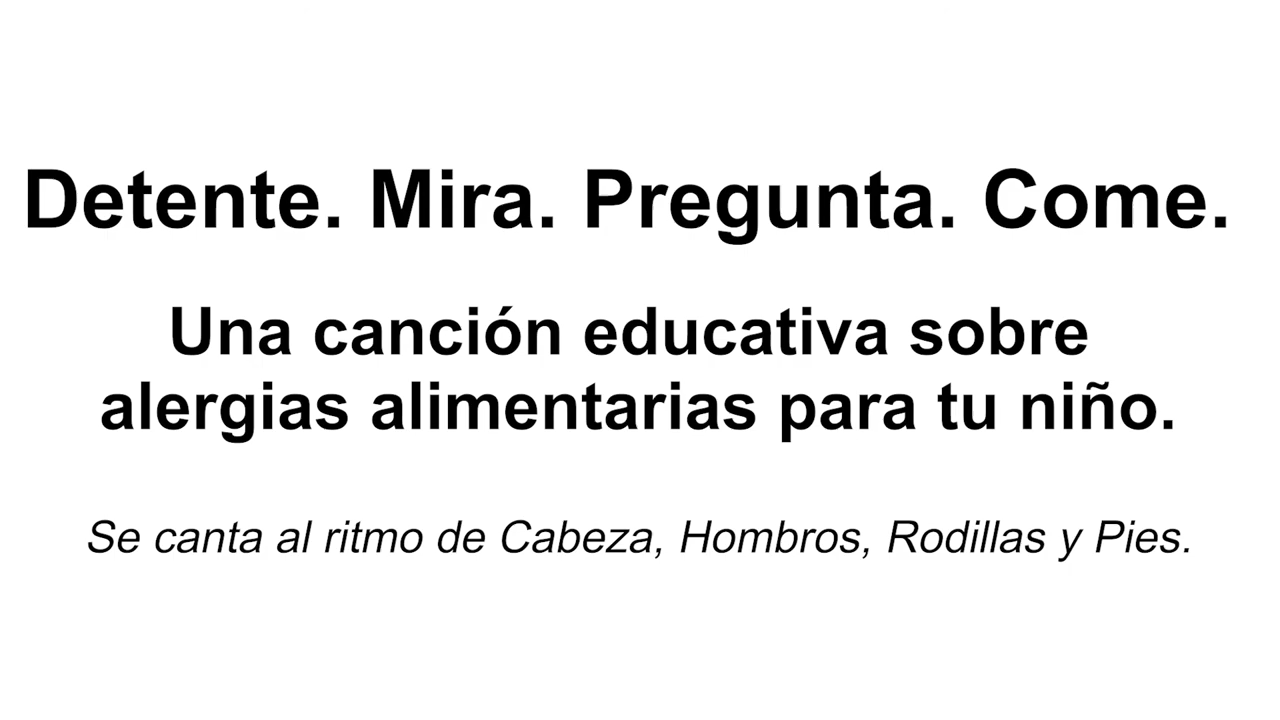 Detente. Mira. Pregunta. Come.
Una canción educativa sobre
alergias alimentarias para tu niño.
Se canta al ritmo de Cabeza, Hombros, Rodillas y Pies.